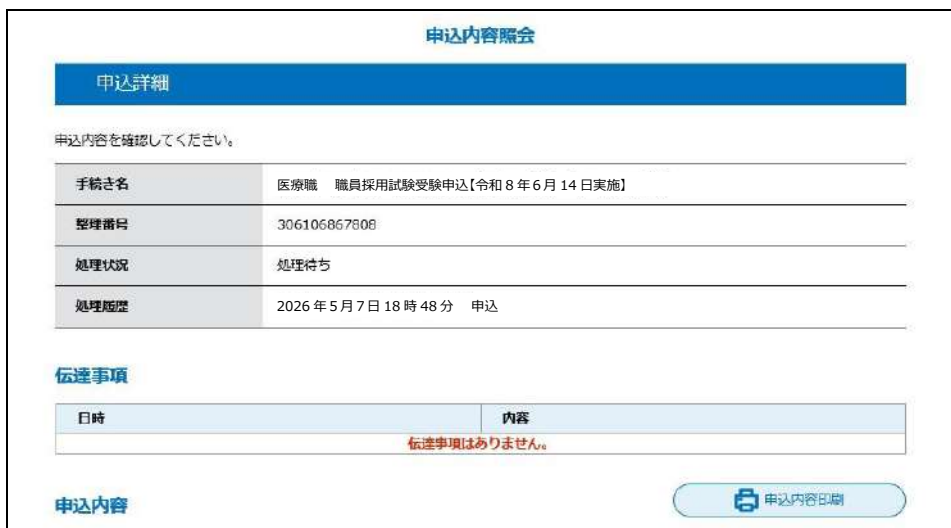 申込内容照会
申込詳細
申込内容を確認してください。
手続き名 医療職 職員採用試験受験申込【令和8年6月14日実施】
整理番号 306106867808
処理状況 処理待ち
処理履歴 2026年5月7日18時48分 申込
伝達事項
日時 内容
伝達事項はありません。
申込内容 申込内容印刷